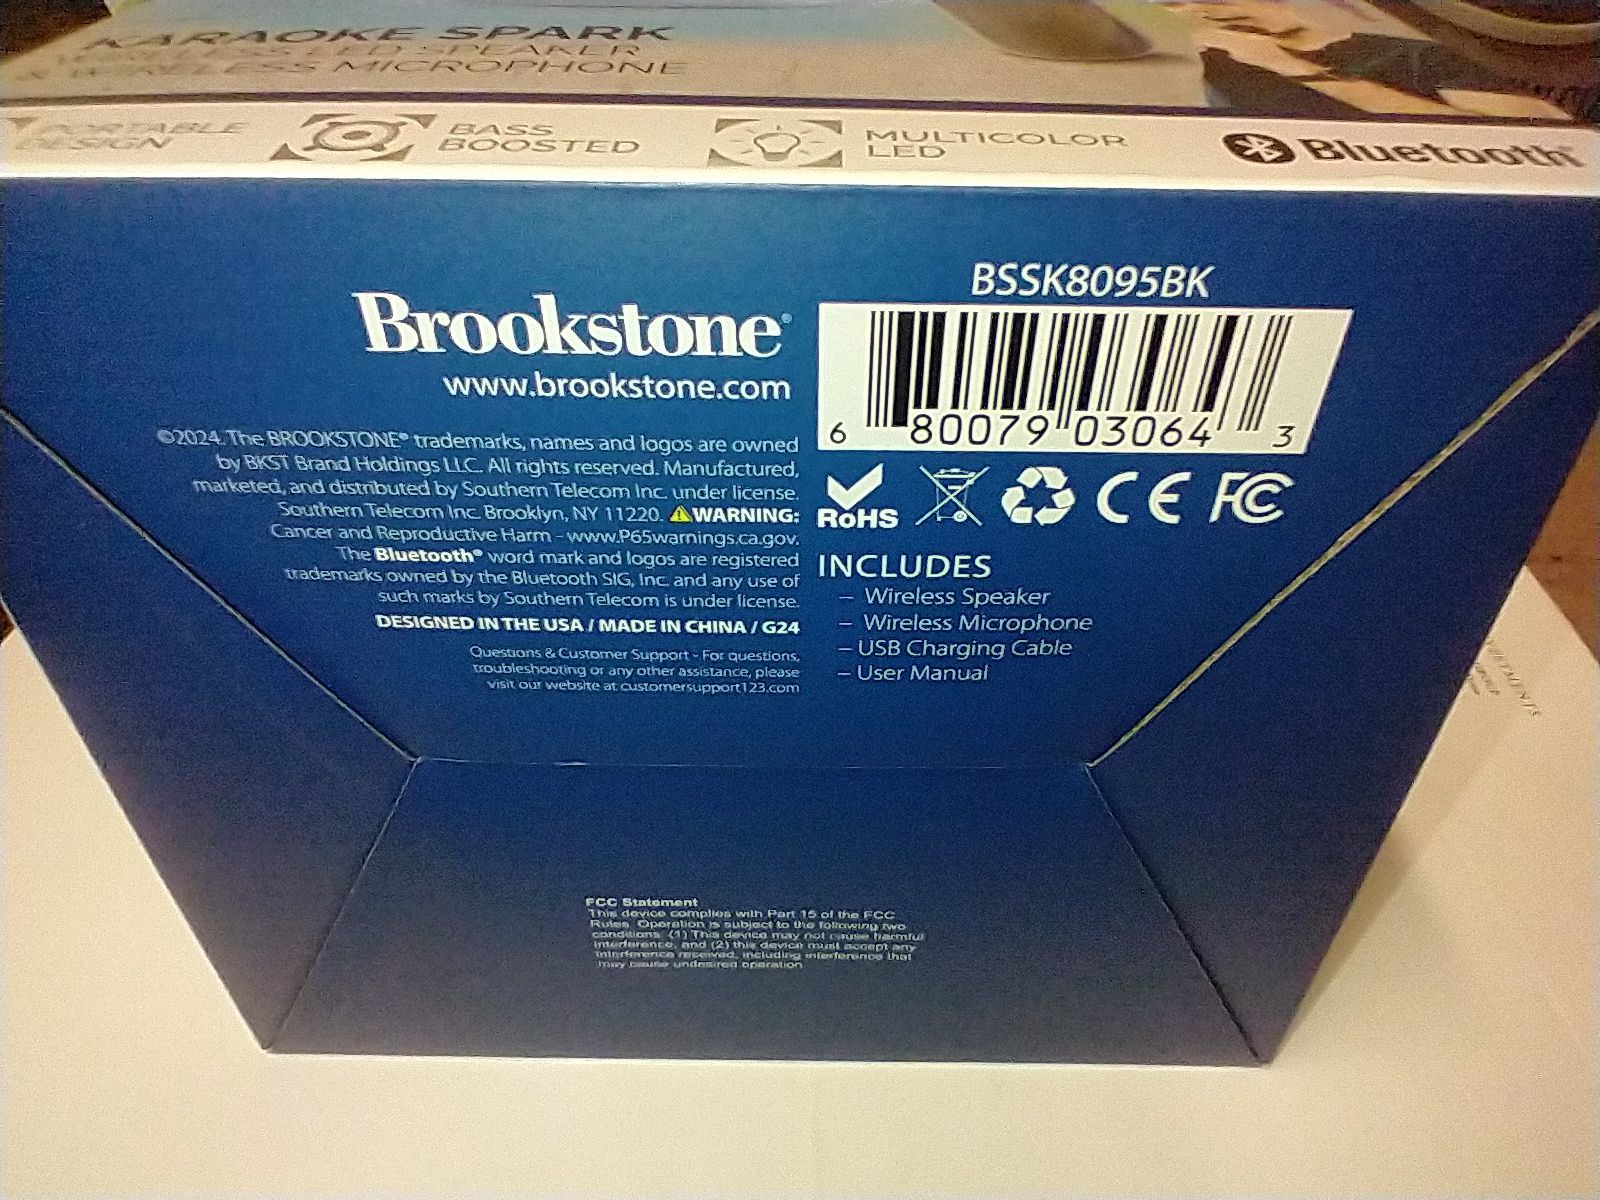 KARAOKE SPARK
WIRELESS LED SPEAKER
& WIRELESS MICROPHONE
PORTABLE
DESIGN
BASS
BOOSTED
MULTICOLOR
LED
Bluetooth®
BSSK8095BK
Brookstone®
www.brookstone.com
6 80079 03064 3
©2024. The BROOKSTONE® trademarks, names and logos are owned
by BKST Brand Holdings LLC. All rights reserved. Manufactured,
marketed, and distributed by Southern Telecom Inc. under license.
Southern Telecom Inc. Brooklyn, NY 11220. ⚠WARNING:
Cancer and Reproductive Harm - www.P65warnings.ca.gov.
The Bluetooth® word mark and logos are registered
trademarks owned by the Bluetooth SIG, Inc. and any use of
such marks by Southern Telecom is under license.
DESIGNED IN THE USA / MADE IN CHINA / G24
Questions & Customer Support - For questions,
troubleshooting or any other assistance, please
visit our website at customersupport123.com
RoHS CE FC
INCLUDES
– Wireless Speaker
– Wireless Microphone
– USB Charging Cable
– User Manual
FCC Statement
This device complies with Part 15 of the FCC
Rules. Operation is subject to the following two
conditions: (1) This device may not cause harmful
interference, and (2) this device must accept any
interference received, including interference that
may cause undesired operation